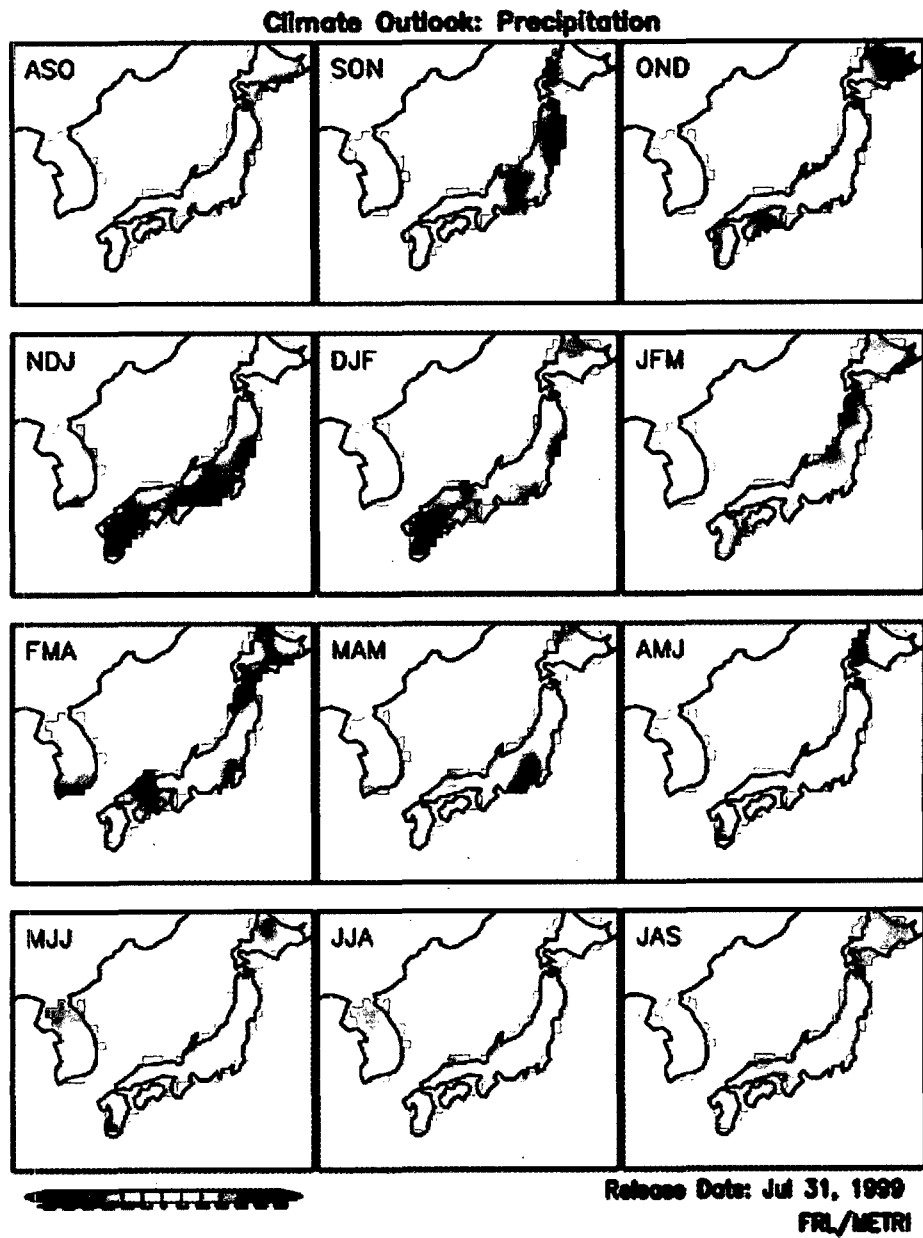 Climate Outlook: Precipitation
ASO
SON
OND
NDJ
DJF
JFM
FMA
MAM
AMJ
MJJ
JJA
JAS
Release Date: Jul 31, 1999
FRL/METRI